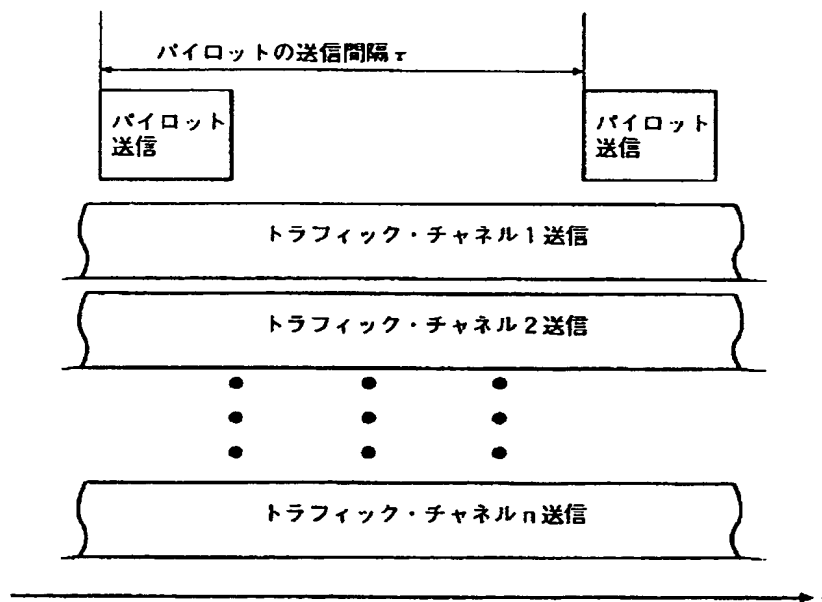 パイロットの送信間隔τ
パイロット
送信
パイロット
送信
トラフィック・チャネル1送信
トラフィック・チャネル2送信
トラフィック・チャネルn送信